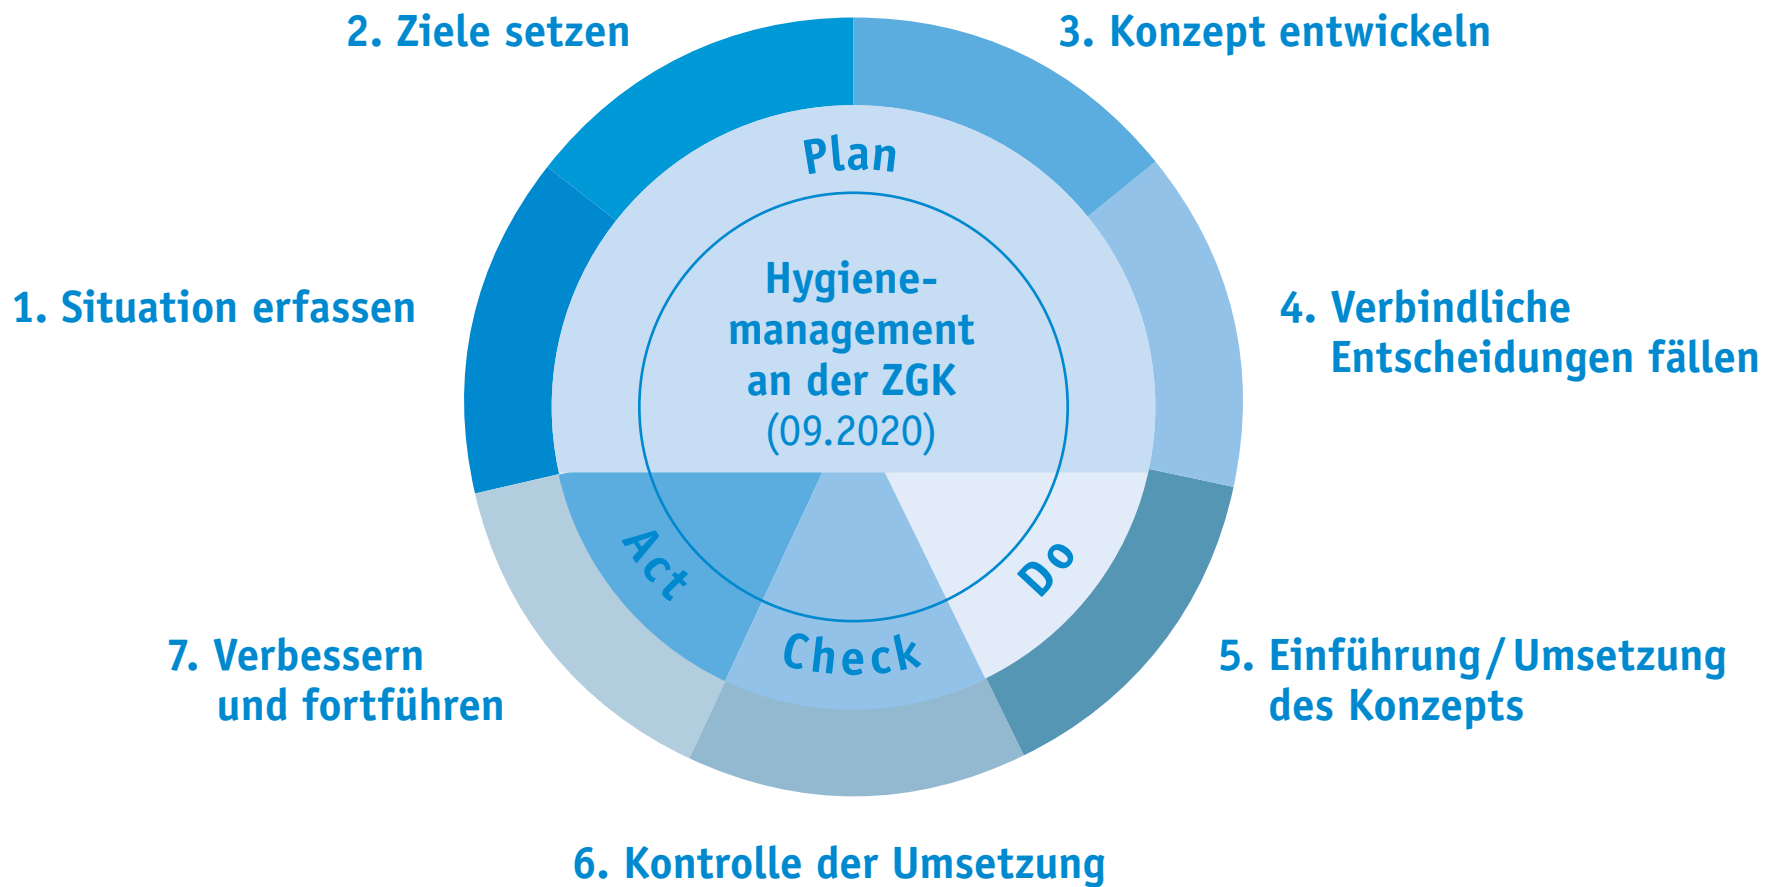 2. Ziele setzen
3. Konzept entwickeln
Plan
Hygiene-
management
an der ZGK
(09.2020)
1. Situation erfassen
4. Verbindliche
Entscheidungen fällen
Act
Do
Check
7. Verbessern
und fortführen
5. Einführung/Umsetzung
des Konzepts
6. Kontrolle der Umsetzung